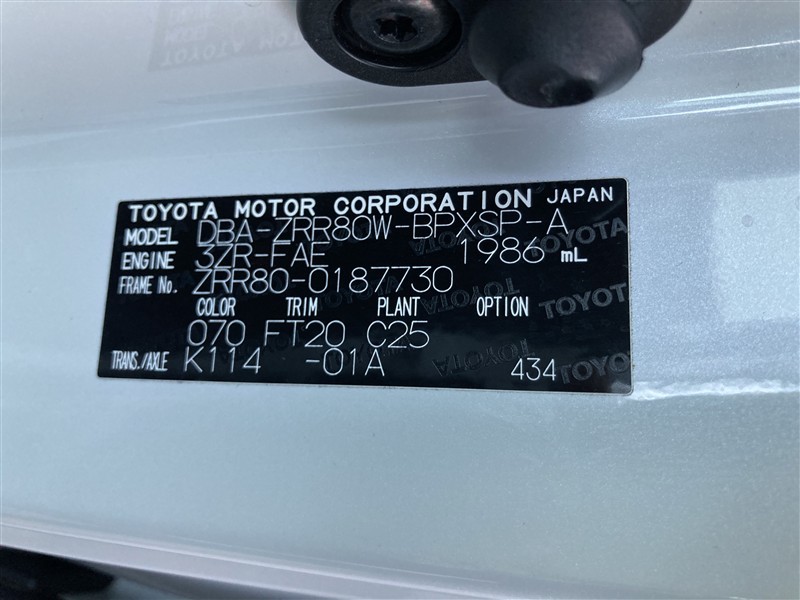 TOYOTA MOTOR CORPORATION JAPAN
MODEL DBA-ZRR80W-BPXSP-A
ENGINE 3ZR-FAE 1986 mL
FRAME No. ZRR80-0187730
COLOR TRIM PLANT OPTION
070 FT20 C25
TRANS./AXLE K114 -01A 434